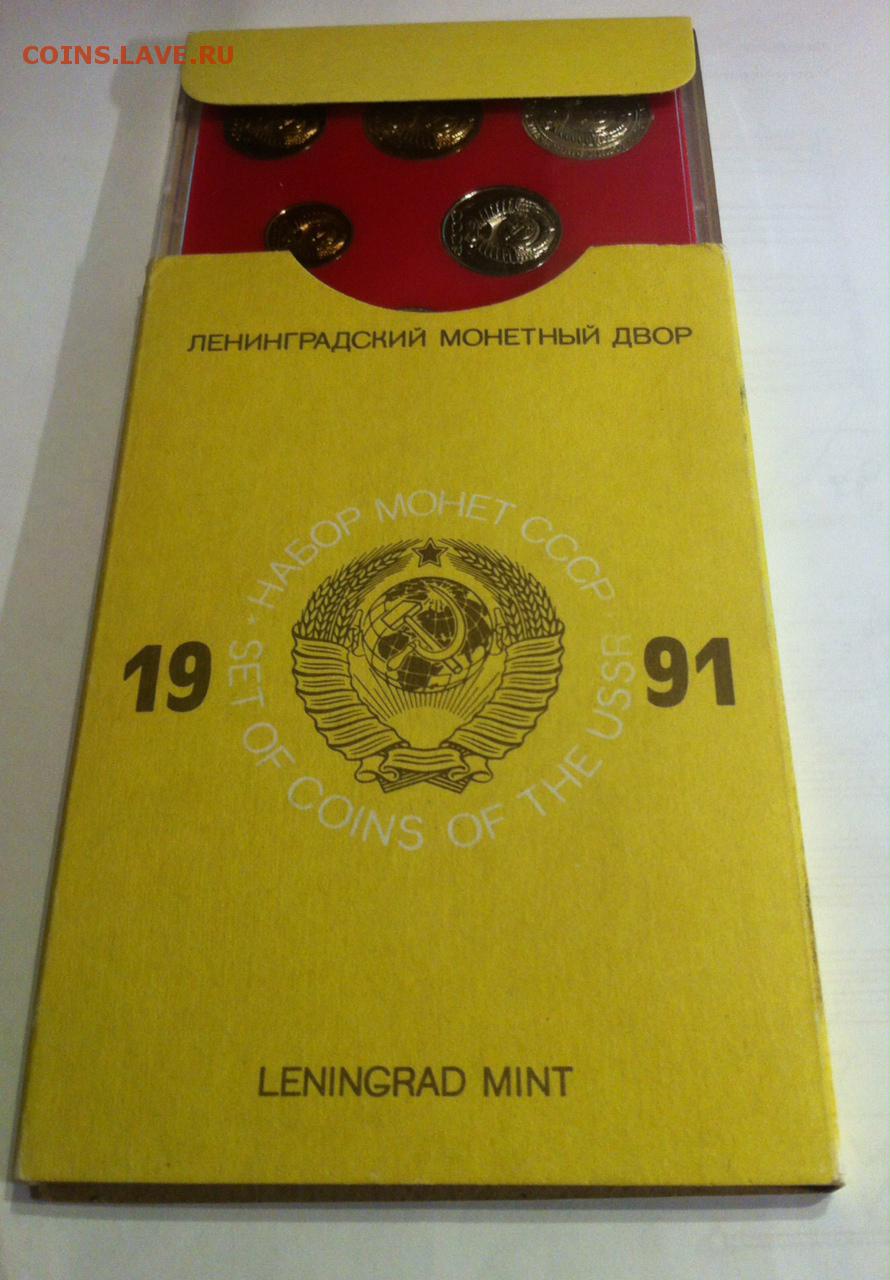 COINS.LAVE.RU
ЛЕНИНГРАДСКИЙ МОНЕТНЫЙ ДВОР
* НАБОР МОНЕТ СССР *
19 91
SET OF COINS OF THE USSR
LENINGRAD MINT